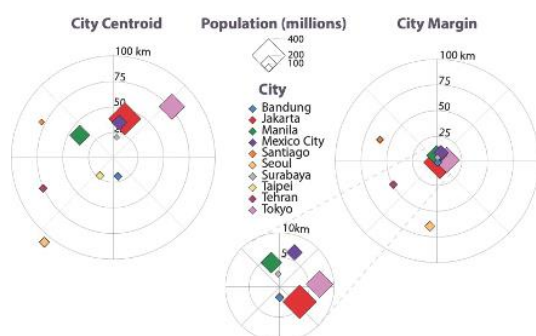 City Centroid
100 km
75
50
Population (millions)
400
200
100
City
Bandung
Jakarta
Manila
Mexico City
Santiago
Seoul
Surabaya
Taipei
Tehran
Tokyo
City Margin
100 km
75
50
25
10km
5